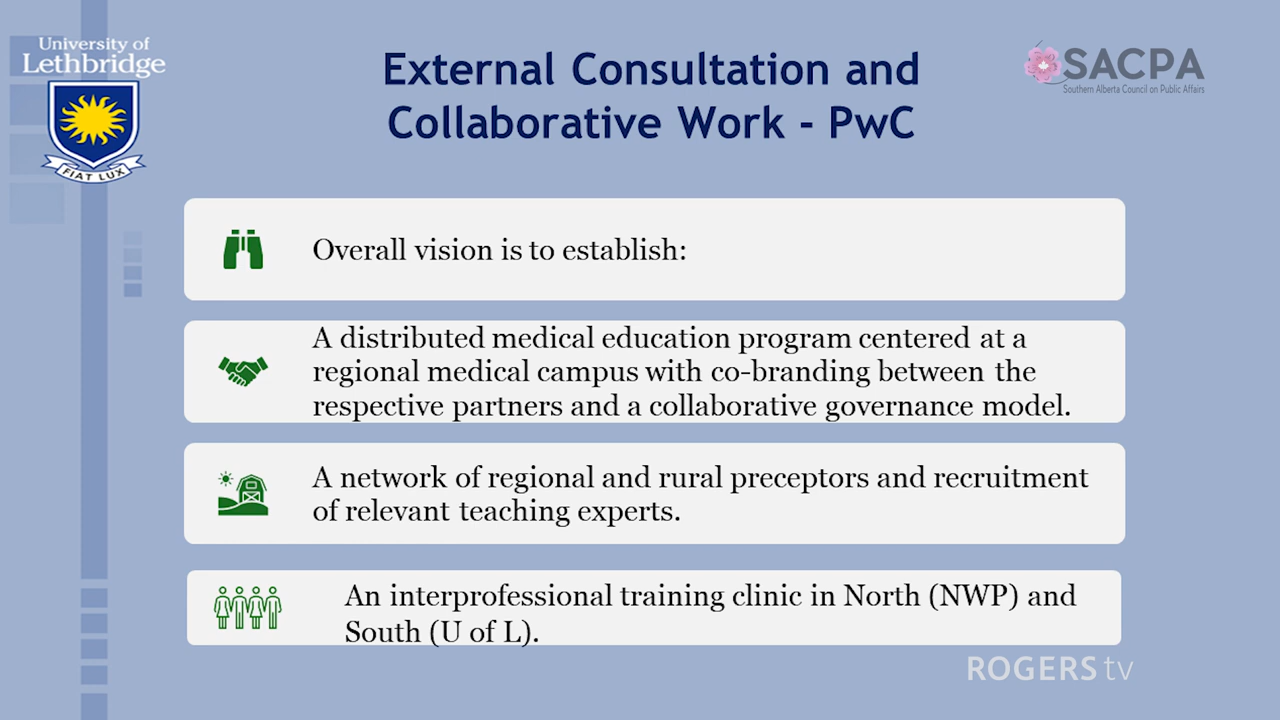 University of
Lethbridge
FIAT LUX
External Consultation and
Collaborative Work - PwC
SACPA
Southern Alberta Council on Public Affairs
Overall vision is to establish:
A distributed medical education program centered at a
regional medical campus with co-branding between the
respective partners and a collaborative governance model.
A network of regional and rural preceptors and recruitment
of relevant teaching experts.
An interprofessional training clinic in North (NWP) and
South (U of L).
ROGERS tv